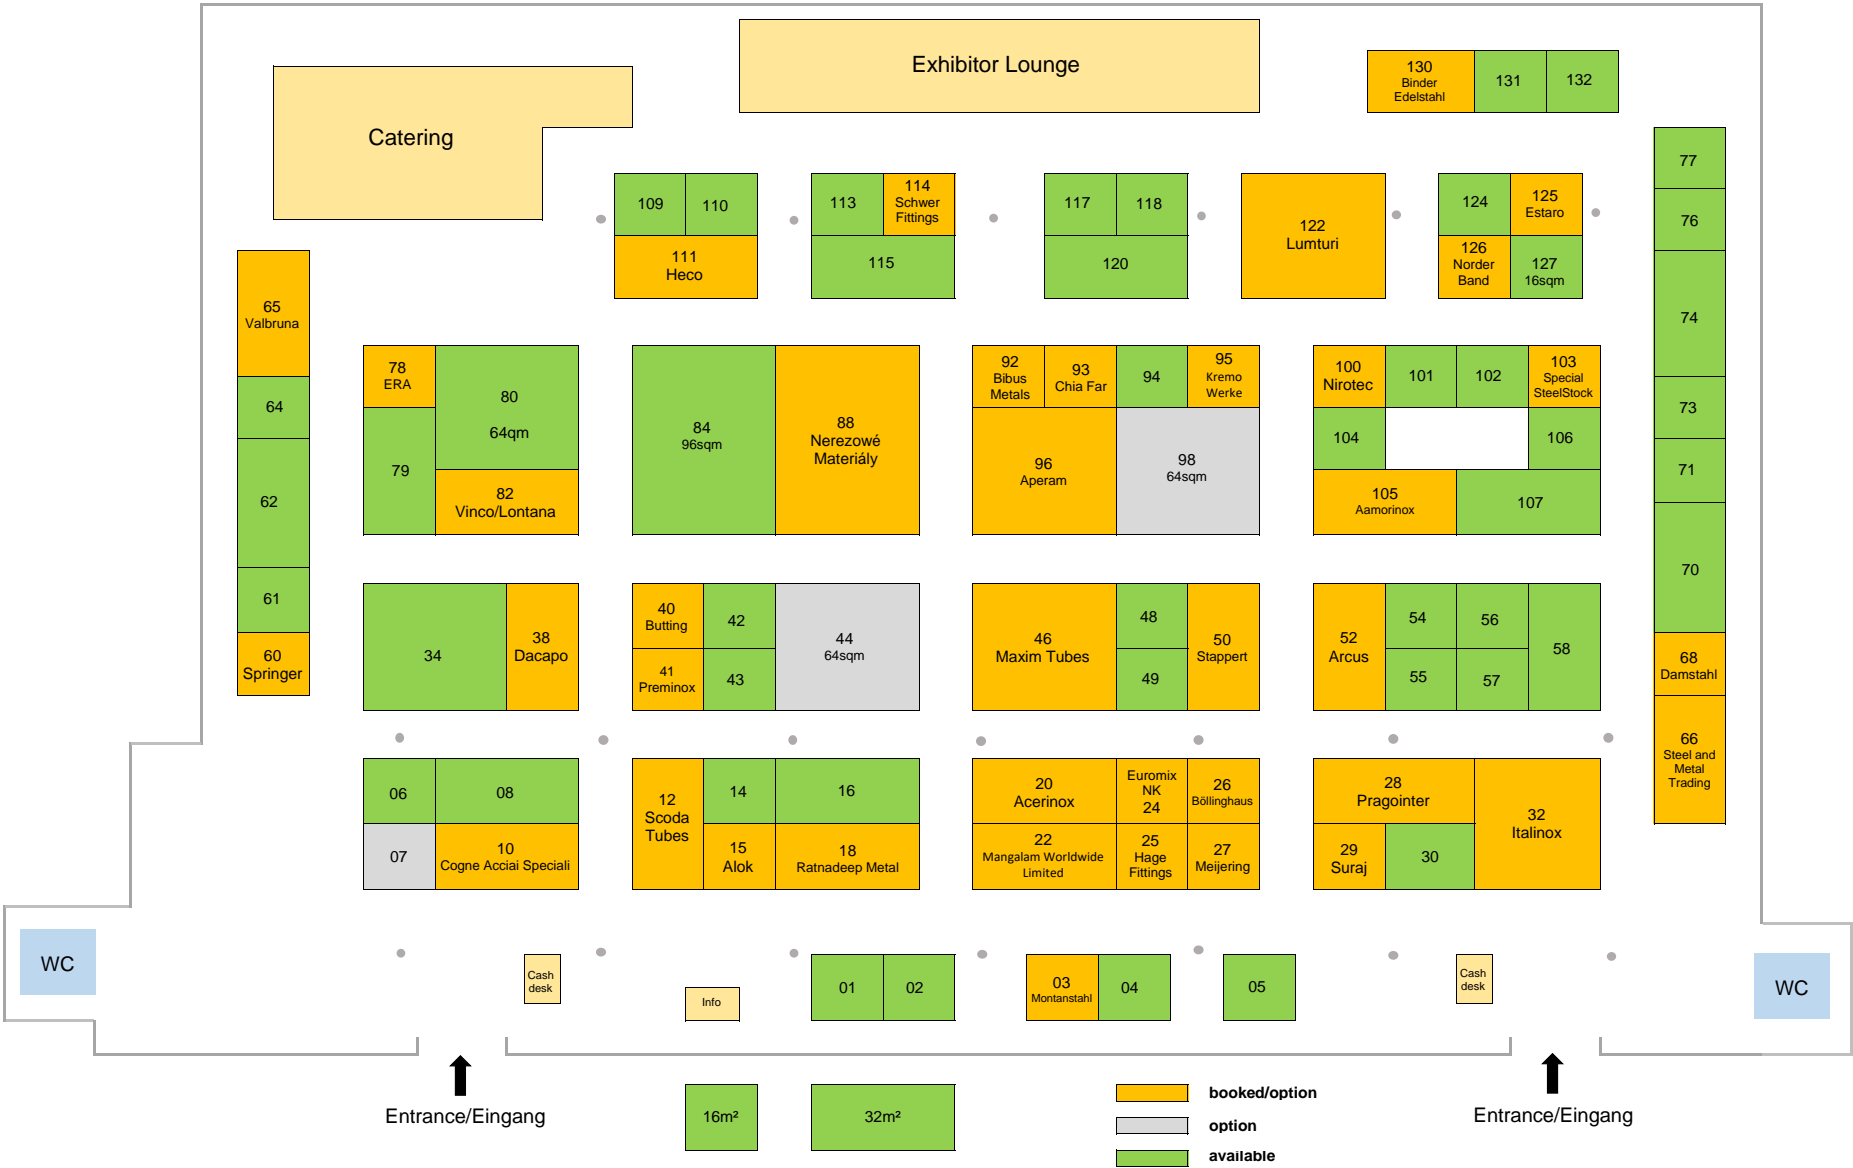 Exhibitor Lounge
Catering
130
Binder
Edelstahl
131
132
77
76
74
73
71
70
68
Damstahl
66
Steel and
Metal
Trading
109
110
111
Heco
113
114
Schwer
Fittings
115
117
118
120
122
Lumturi
124
125
Estaro
126
Norder
Band
127
16sqm
65
Valbruna
64
62
61
60
Springer
78
ERA
80
64qm
79
82
Vinco/Lontana
84
96sqm
88
Nerezowé
Materiály
92
Bibus
Metals
93
Chia Far
94
95
Kremo
Werke
96
Aperam
98
64sqm
100
Nirotec
101
102
103
Special
SteelStock
104
106
105
Aamorinox
107
34
38
Dacapo
40
Butting
42
41
Preminox
43
44
64sqm
46
Maxim Tubes
48
49
50
Stappert
52
Arcus
54
56
55
57
58
06
08
07
10
Cogne Acciai Speciali
12
Scoda
Tubes
14
16
15
Alok
18
Ratnadeep Metal
20
Acerinox
Euromix
NK
24
26
Böllinghaus
22
Mangalam Worldwide
Limited
25
Hage
Fittings
27
Meijering
28
Pragointer
29
Suraj
30
32
Italinox
WC
Cash
desk
Info
01
02
03
Montanstahl
04
05
Cash
desk
WC
Entrance/Eingang
16m²
32m²
booked/option
option
available
Entrance/Eingang